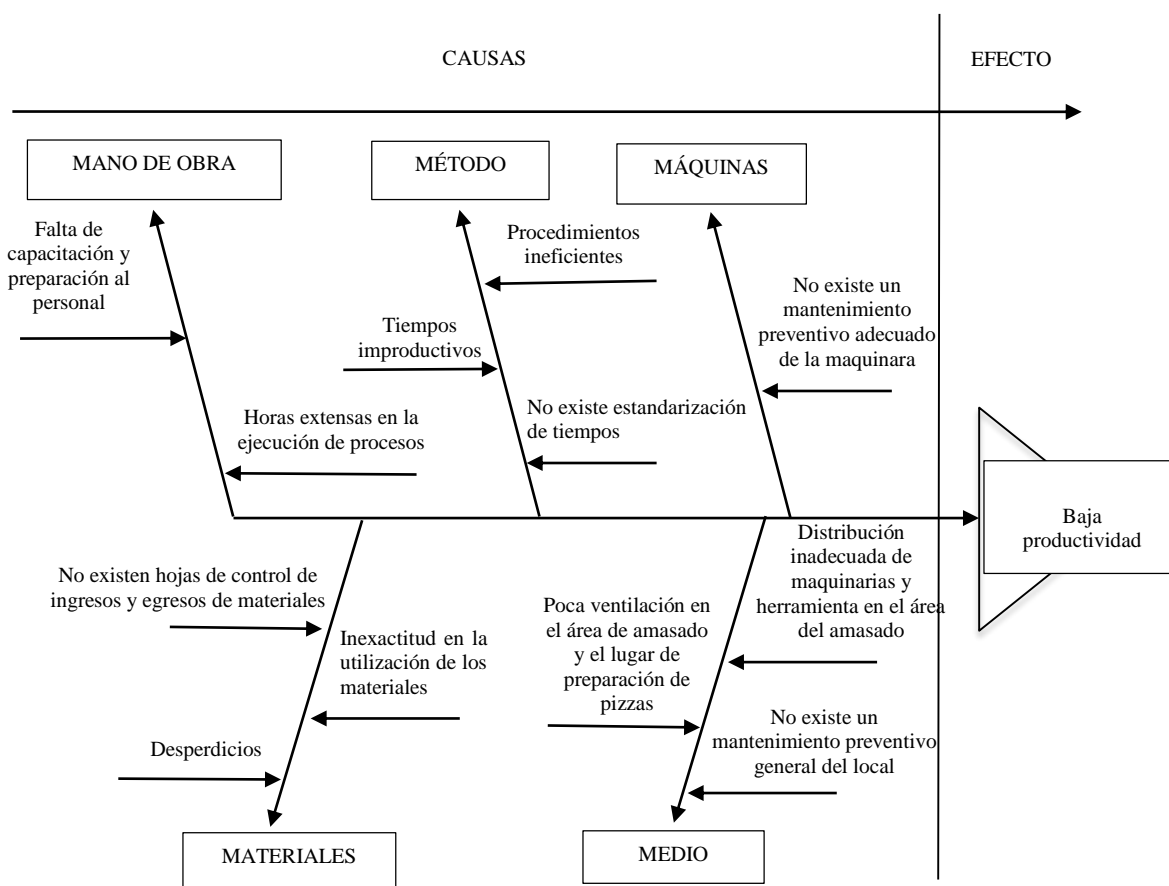 CAUSAS
EFECTO
MANO DE OBRA
MÉTODO
MÁQUINAS
Falta de
capacitación y
preparación al
personal
Horas extensas en la
ejecución de procesos
Procedimientos
ineficientes
Tiempos
improductivos
No existe estandarización
de tiempos
No existe un
mantenimiento
preventivo adecuado
de la maquinara
Baja
productividad
No existen hojas de control de
ingresos y egresos de materiales
Inexactitud en la
utilización de los
materiales
Desperdicios
Distribución
inadecuada de
maquinarias y
herramienta en el área
del amasado
Poca ventilación en
el área de amasado
y el lugar de
preparación de
pizzas
No existe un
mantenimiento preventivo
general del local
MATERIALES
MEDIO